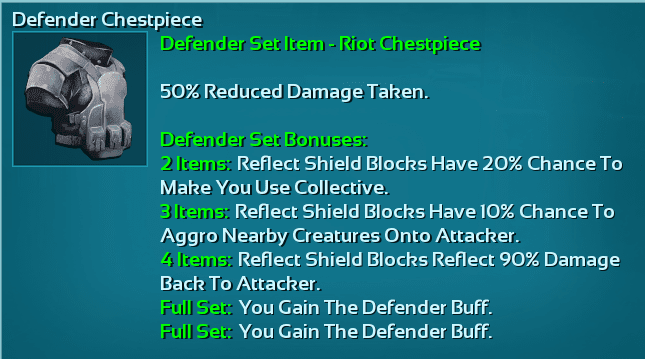 Defender Chestpiece
Defender Set Item - Riot Chestpiece
50% Reduced Damage Taken.
Defender Set Bonuses:
2 Items: Reflect Shield Blocks Have 20% Chance To
Make You Use Collective.
3 Items: Reflect Shield Blocks Have 10% Chance To
Aggro Nearby Creatures Onto Attacker.
4 Items: Reflect Shield Blocks Reflect 90% Damage
Back To Attacker.
Full Set: You Gain The Defender Buff.
Full Set: You Gain The Defender Buff.